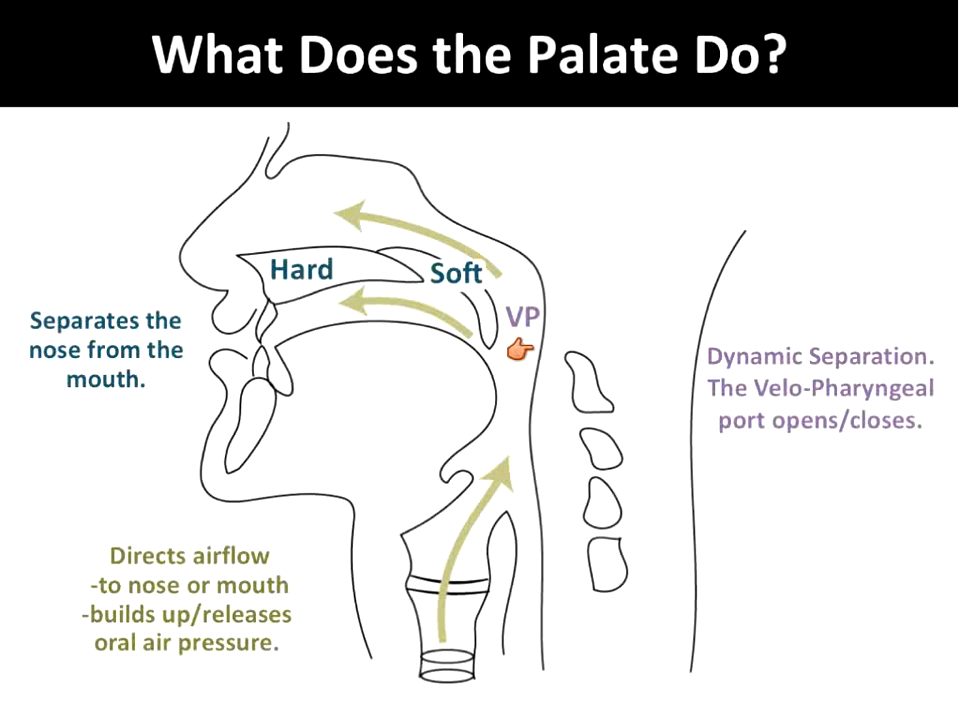 What Does the Palate Do?
Hard
Soft
VP
Separates the
nose from the
mouth.
Dynamic Separation.
The Velo-Pharyngeal
port opens/closes.
Directs airflow
-to nose or mouth
-builds up/releases
oral air pressure.